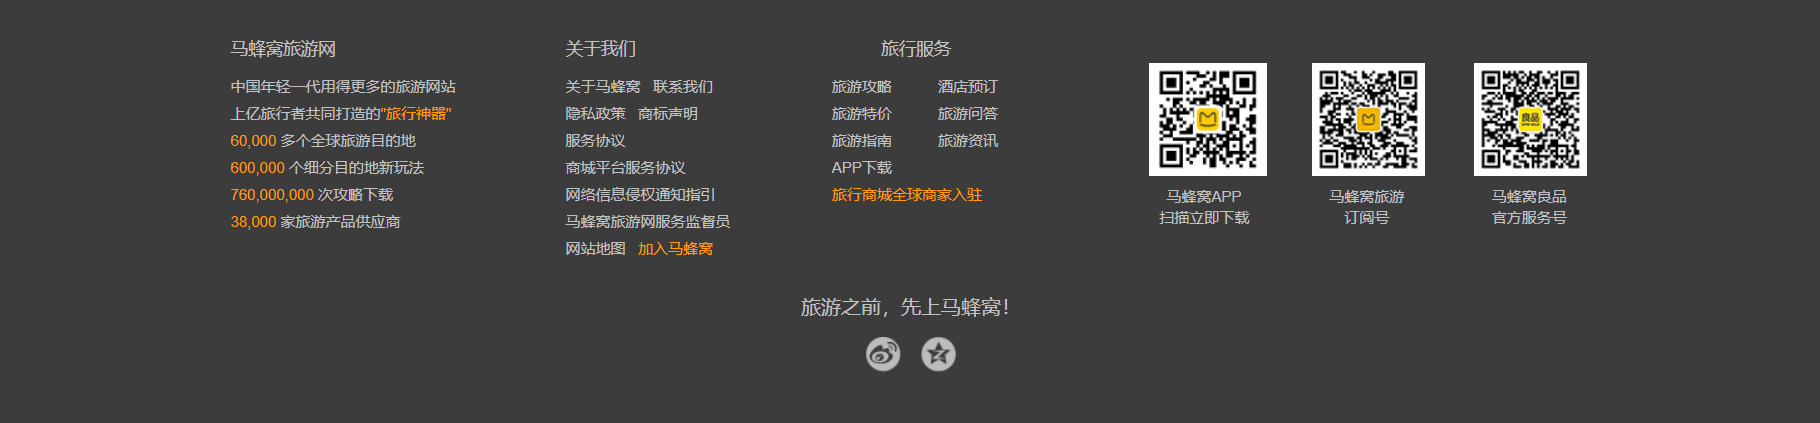 马蜂窝旅游网
中国年轻一代用得更多的旅游网站
上亿旅行者共同打造的"旅行神器"
60,000 多个全球旅游目的地
600,000 个细分目的地新玩法
760,000,000 次攻略下载
38,000 家旅游产品供应商
关于我们
关于马蜂窝 联系我们
隐私政策 商标声明
服务协议
商城平台服务协议
网络信息侵权通知指引
马蜂窝旅游网服务监督员
网站地图 加入马蜂窝
旅行服务
旅游攻略 酒店预订
旅游特价 旅游问答
旅游指南 旅游资讯
APP下载
旅行商城全球商家入驻
马蜂窝APP
扫描立即下载
马蜂窝旅游
订阅号
良品
马蜂窝良品
官方服务号
旅游之前，先上马蜂窝！